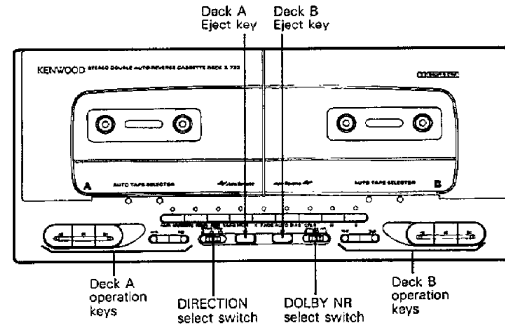 Deck A
Eject key
Deck B
Eject key
KENWOOD
STEREO DOUBLE AUTO-REVERSE CASSETTE DECK
A
AUTO TAPE SELECTOR
AUTO TAPE SELECTOR
B
Deck A
operation
keys
DIRECTION
select switch
DOLBY NR
select switch
Deck B
operation
keys